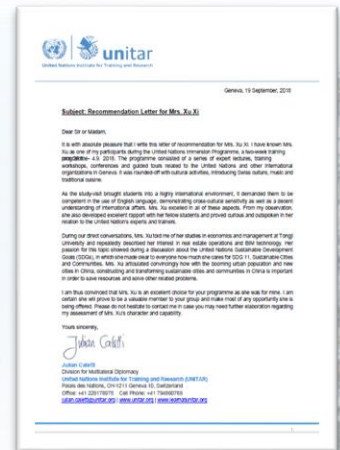 unitar
United Nations Institute for Training and Research
Geneva, 19 September, 2016
Subject: Recommendation Letter for Mrs. Xu Xi
Dear Sir or Madam,
It is with absolute pleasure that I write this letter of recommendation for Mrs. Xu Xi. I have known Mrs.
Xu as one of my participants during the United Nations Immersion Programme, a two-week training
4.9. 2016. The programme consisted of a series of expert lectures, training
workshops, conferences and guided tours related to the United Nations and other international
organizations in Geneva. It was rounded-off with cultural activities, introducing Swiss culture, music and
traditional cuisine.
As the study-visit brought students into a highly international environment, it demanded them to be
competent in the use of English language, demonstrating cross-cultural sensitivity as well as a decent
understanding of international affairs. Mrs. Xu excelled in all of these aspects. From my observation,
she also developed excellent rapport with her fellow students and proved curious and outspoken in her
relation to the United Nation's experts and trainers.
During our direct conversations, Mrs. Xu told me of her studies in economics and management at Tongji
University and repeatedly described her interest in real estate operations and BIM technology. Her
passion for this topic showed during a discussion about the United Nations Sustainable Development
Goals (SDGs), in which she made clear to everyone how much she cares for SDG 11, Sustainable Cities
and Communities. Mrs. Xu articulated convincingly how with the booming urban population and new
cities in China, constructing and transforming sustainable cities and communities in China is important
in order to save resources and solve other related problems.
I am thus convinced that Mrs. Xu is an excellent choice for your programme as she was for mine. I am
certain she will prove to be a valuable member to your group and make most of any opportunity she is
being offered. Please do not hesitate to contact me in case you may need further elaboration regarding
my assessment of Mrs. Xu's character and capability.
Yours sincerely,
Julian Caletti
Julian Caletti
Division for Multilateral Diplomacy
United Nations Institute for Training and Research (UNITAR)
Palais des Nations, CH-1211 Geneva 10, Switzerland
julian.caletti@unitar.org | www.unitar.org | www.learnatunitar.org